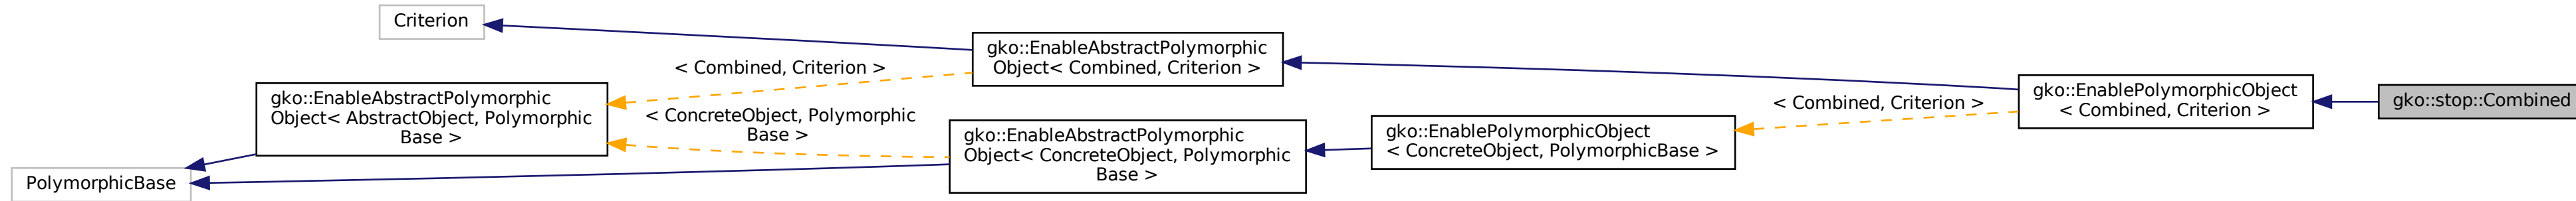 Criterion
gko::EnableAbstractPolymorphic
Object< Combined, Criterion >
< Combined, Criterion >
gko::EnablePolymorphicObject
< Combined, Criterion >
gko::stop::Combined
gko::EnableAbstractPolymorphic
Object< AbstractObject, Polymorphic
Base >
< ConcreteObject, Polymorphic
Base >
< Combined, Criterion >
gko::EnableAbstractPolymorphic
Object< ConcreteObject, Polymorphic
Base >
gko::EnablePolymorphicObject
< ConcreteObject, PolymorphicBase >
PolymorphicBase